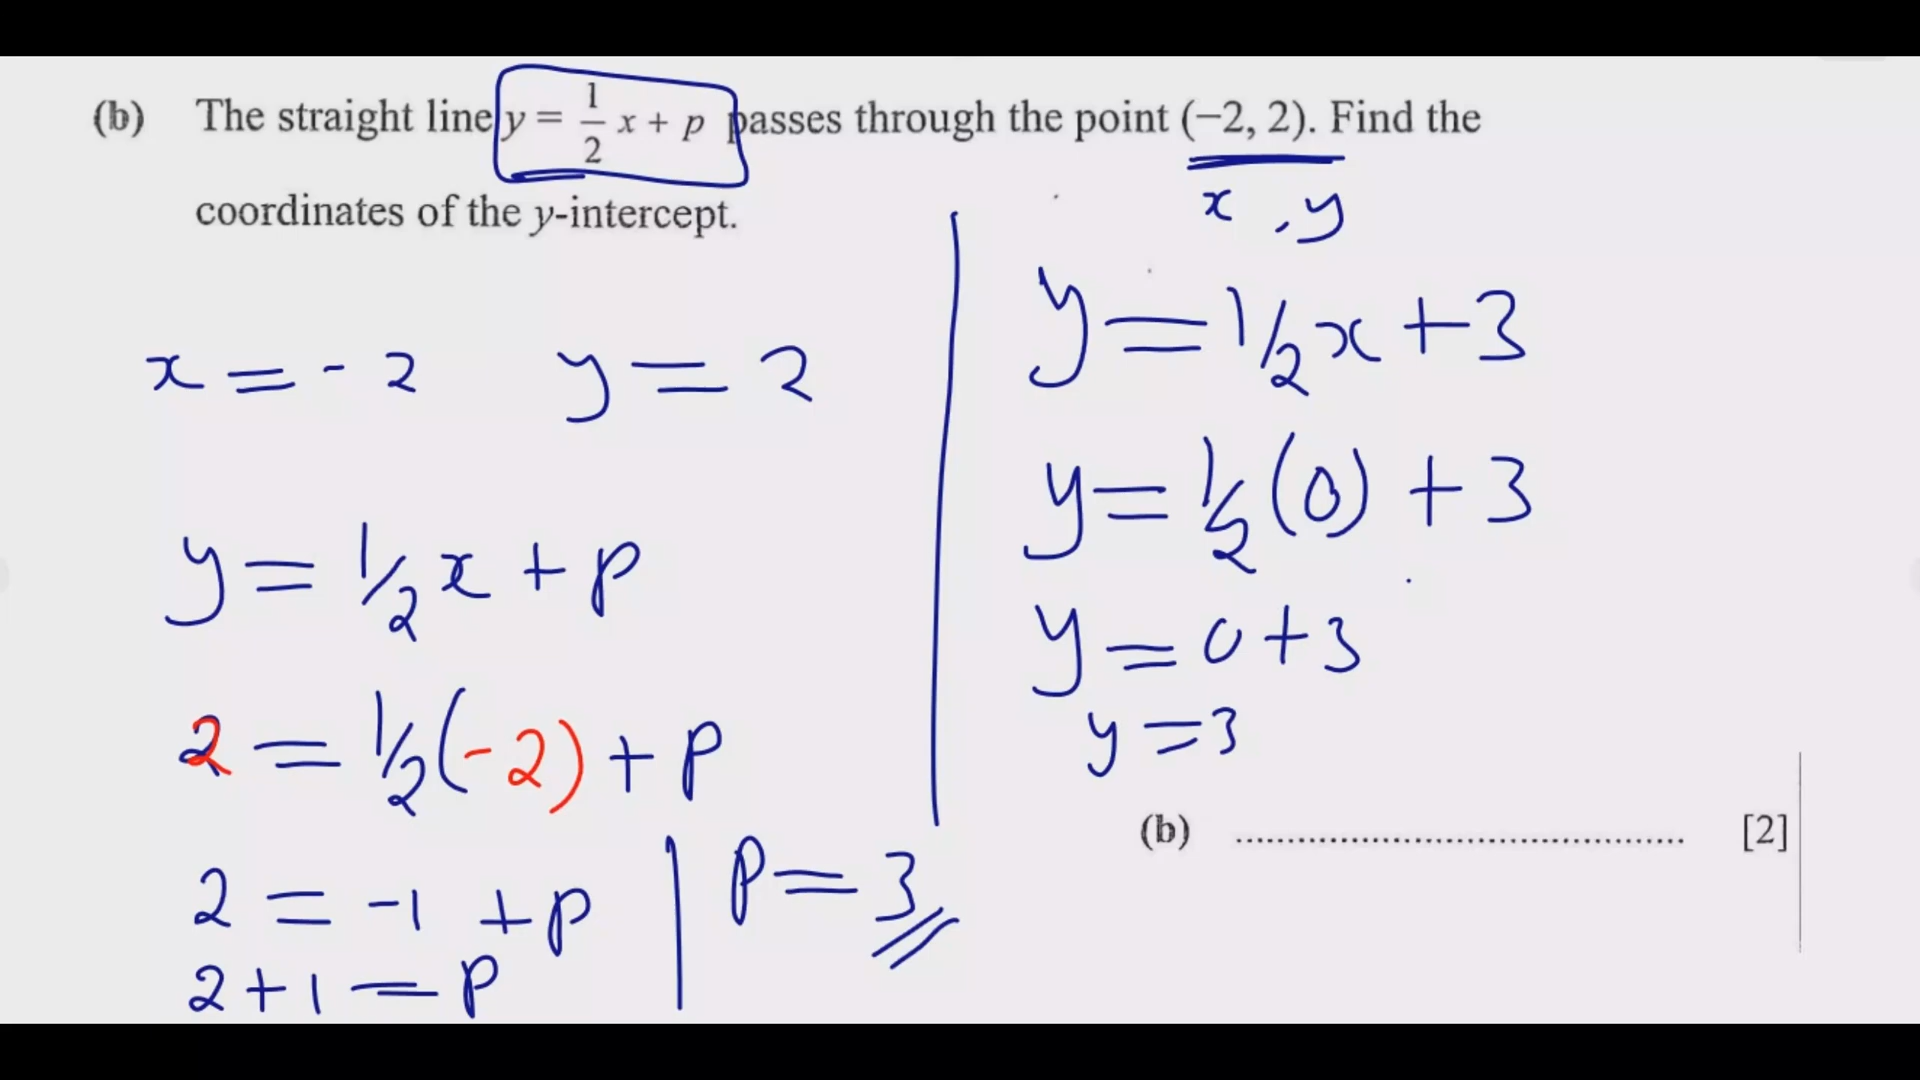 (b) The straight line y = 1/2 x + p passes through the point (−2, 2). Find the
coordinates of the y-intercept.
x , y
x = - 2 y = 2
y = 1/2 x + p
2 = 1/2 (-2) + p
2 = -1 + p
2 + 1 = p
p = 3
y = 1/2 x + 3
y = 1/2 (0) + 3
y = 0 + 3
y = 3
(b) ............................................ [2]